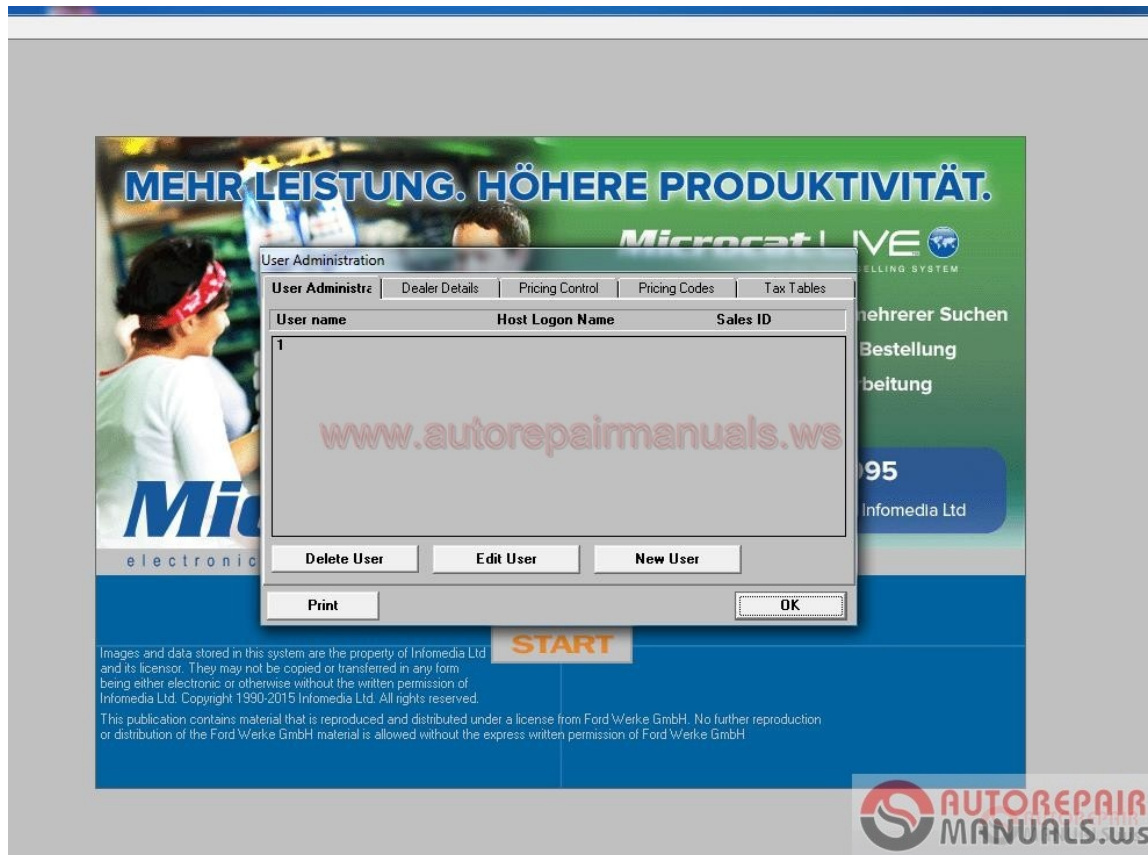 MEHR LEISTUNG. HÖHERE PRODUKTIVITÄT.
Microcat LIVE
ELLING SYSTEM
User Administration
User Administra
Dealer Details
Pricing Control
Pricing Codes
Tax Tables
User name
Host Logon Name
Sales ID
1
mehrerer Suchen
Bestellung
www.autorepairmanuals.ws
Infomedia Ltd
electronic
Delete User
Edit User
New User
Print
OK
START
Images and data stored in this system are the property of Infomedia Ltd
and its licensor. They may not be copied or transferred in any form
being either electronic or otherwise without the written permission of
Infomedia Ltd. Copyright 1990-2015 Infomedia Ltd. All rights reserved.
This publication contains material that is reproduced and distributed under a license from Ford Werke GmbH. No further reproduction
or distribution of the Ford Werke GmbH material is allowed without the express written permission of Ford Werke GmbH
AUTOREPAIR
MANUALS.ws